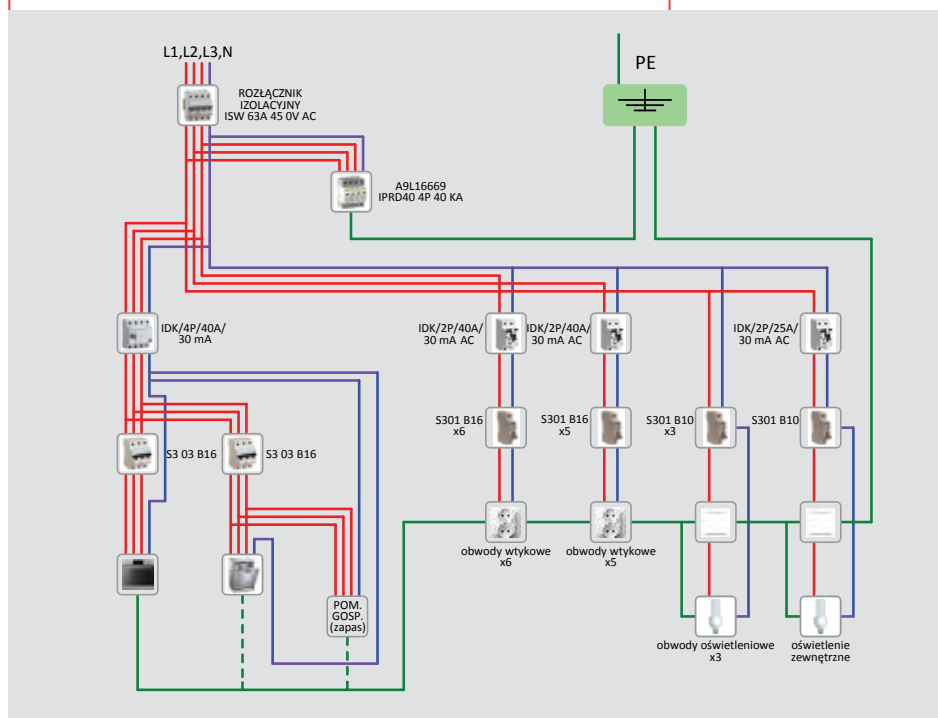 L1,L2,L3,N
PE
ROZŁĄCZNIK
IZOLACYJNY
ISW 63A 45 0V AC
A9L16669
IPRD40 4P 40 KA
IDK/4P/40A/
30 mA
IDK/2P/40A/
30 mA AC
IDK/2P/40A/
30 mA AC
IDK/2P/25A/
30 mA AC
S301 B16
x6
S301 B16
x5
S301 B10
x3
S301 B10
S3 03 B16
S3 03 B16
obwody wtykowe
x6
obwody wtykowe
x5
POM.
GOSP.
(zapas)
obwody oświetleniowe
x3
oświetlenie
zewnętrzne